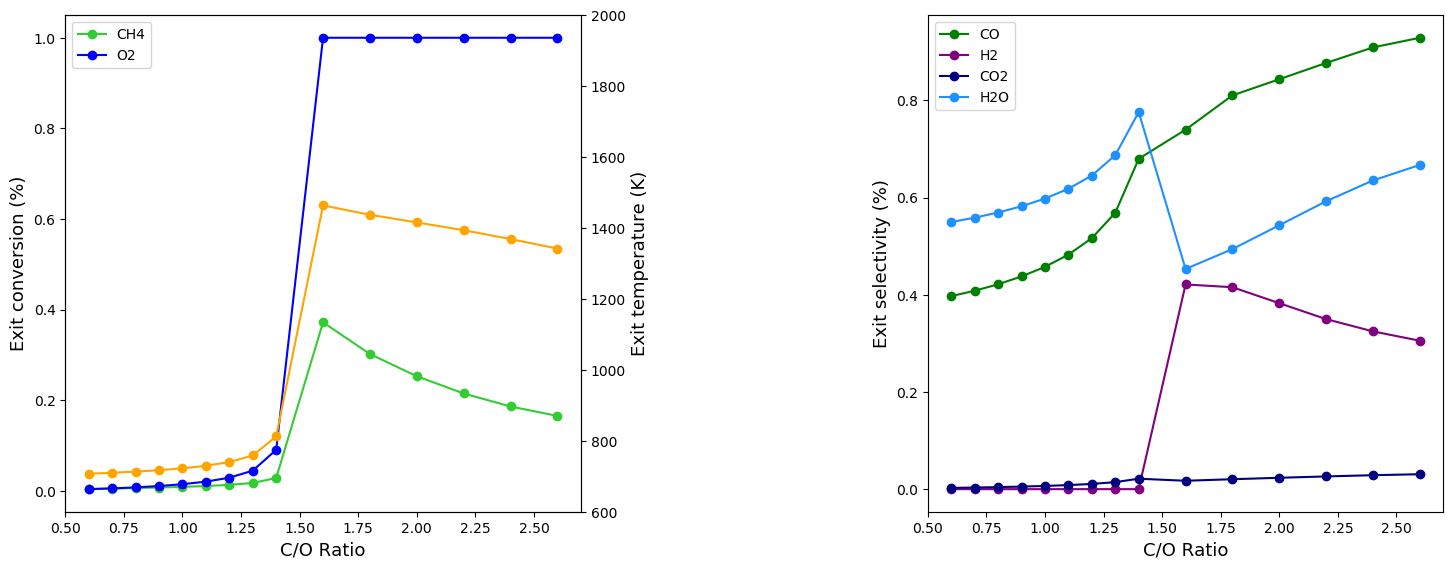 CH4
O2
1.0
0.8
0.6
0.4
0.2
0.0
Exit conversion (%)
0.50 0.75 1.00 1.25 1.50 1.75 2.00 2.25 2.50
C/O Ratio
2000
1800
1600
1400
1200
1000
800
600
Exit temperature (K)
CO
H2
CO2
H2O
0.8
0.6
0.4
0.2
0.0
Exit selectivity (%)
0.50 0.75 1.00 1.25 1.50 1.75 2.00 2.25 2.50
C/O Ratio